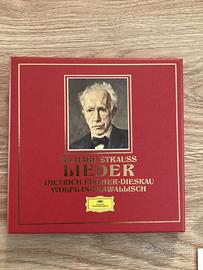 RICHARD STRAUSS
LIEDER
DIETRICH FISCHER-DIESKAU
WOLFGANG SAWALLISCH